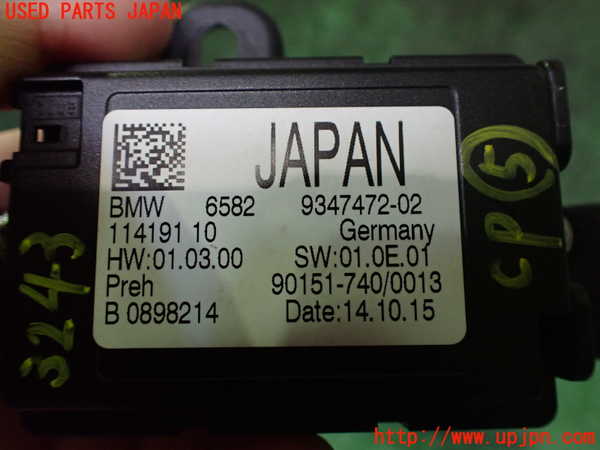 USED PARTS JAPAN
JAPAN
BMW 6582 9347472-02
114191 10 Germany
HW:01.03.00 SW:01.0E.01
Preh 90151-740/0013
B 0898214 Date:14.10.15
3243
CP5
http://www.upjpn.com/